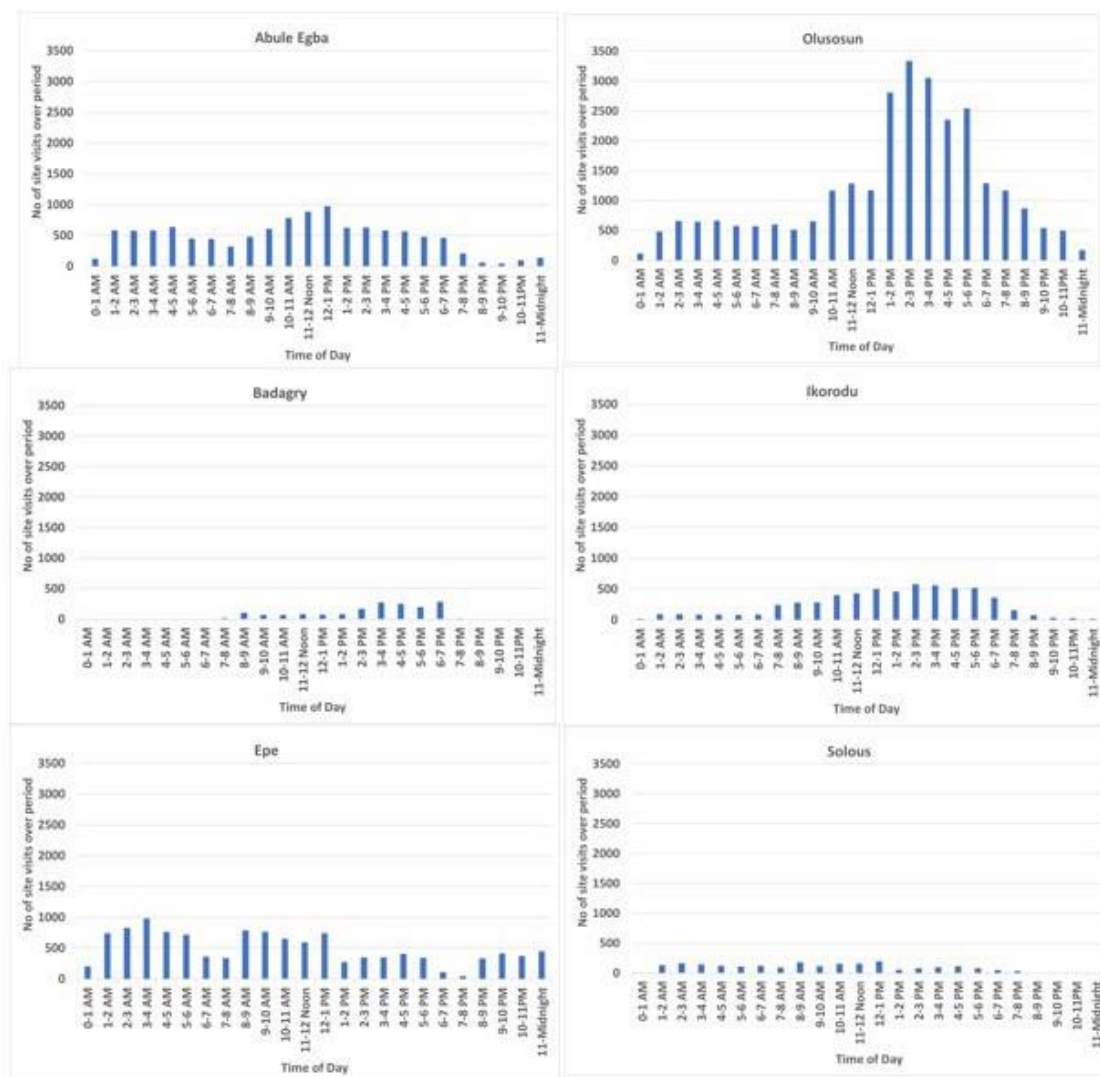 Abule Egba
No of site visits over period
3500
3000
2500
2000
1500
1000
500
0
0-1 AM
1-2 AM
2-3 AM
3-4 AM
4-5 AM
5-6 AM
6-7 AM
7-8 AM
8-9 AM
9-10 AM
10-11 AM
11-12 Noon
12-1 PM
1-2 PM
2-3 PM
3-4 PM
4-5 PM
5-6 PM
6-7 PM
7-8 PM
8-9 PM
9-10 PM
10-11PM
11-Midnight
Time of Day
Olusosun
No of site visits over period
3500
3000
2500
2000
1500
1000
500
0
0-1 AM
1-2 AM
2-3 AM
3-4 AM
4-5 AM
5-6 AM
6-7 AM
7-8 AM
8-9 AM
9-10 AM
10-11 AM
11-12 Noon
12-1 PM
1-2 PM
2-3 PM
3-4 PM
4-5 PM
5-6 PM
6-7 PM
7-8 PM
8-9 PM
9-10 PM
10-11PM
11-Midnight
Time of Day
Badagry
No of site visits over period
3500
3000
2500
2000
1500
1000
500
0
0-1 AM
1-2 AM
2-3 AM
3-4 AM
4-5 AM
5-6 AM
6-7 AM
7-8 AM
8-9 AM
9-10 AM
10-11 AM
11-12 Noon
12-1 PM
1-2 PM
2-3 PM
3-4 PM
4-5 PM
5-6 PM
6-7 PM
7-8 PM
8-9 PM
9-10 PM
10-11PM
11-Midnight
Time of Day
Ikorodu
No of site visits over period
3500
3000
2500
2000
1500
1000
500
0
0-1 AM
1-2 AM
2-3 AM
3-4 AM
4-5 AM
5-6 AM
6-7 AM
7-8 AM
8-9 AM
9-10 AM
10-11 AM
11-12 Noon
12-1 PM
1-2 PM
2-3 PM
3-4 PM
4-5 PM
5-6 PM
6-7 PM
7-8 PM
8-9 PM
9-10 PM
10-11PM
11-Midnight
Time of Day
Epe
No of site visits over period
3500
3000
2500
2000
1500
1000
500
0
0-1 AM
1-2 AM
2-3 AM
3-4 AM
4-5 AM
5-6 AM
6-7 AM
7-8 AM
8-9 AM
9-10 AM
10-11 AM
11-12 Noon
12-1 PM
1-2 PM
2-3 PM
3-4 PM
4-5 PM
5-6 PM
6-7 PM
7-8 PM
8-9 PM
9-10 PM
10-11PM
11-Midnight
Time of Day
Solous
No of site visits over period
3500
3000
2500
2000
1500
1000
500
0
0-1 AM
1-2 AM
2-3 AM
3-4 AM
4-5 AM
5-6 AM
6-7 AM
7-8 AM
8-9 AM
9-10 AM
10-11 AM
11-12 Noon
12-1 PM
1-2 PM
2-3 PM
3-4 PM
4-5 PM
5-6 PM
6-7 PM
7-8 PM
8-9 PM
9-10 PM
10-11PM
11-Midnight
Time of Day